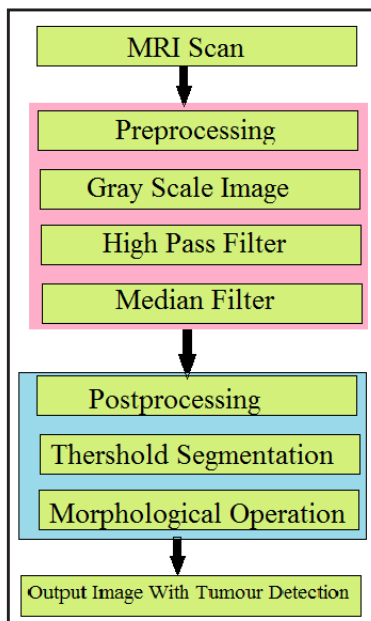 MRI Scan
Preprocessing
Gray Scale Image
High Pass Filter
Median Filter
Postprocessing
Thershold Segmentation
Morphological Operation
Output Image With Tumour Detection